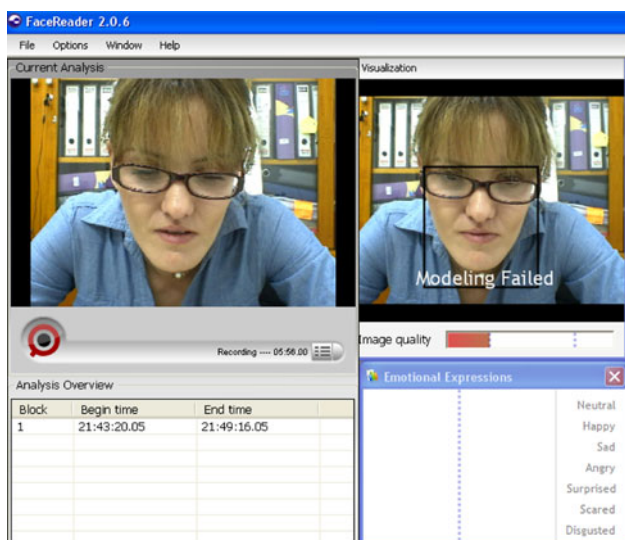 FaceReader 2.0.6
File Options Window Help
Current Analysis
Visualization
Modeling Failed
Image quality
Recording ---- 05:56.00
Emotional Expressions
Analysis Overview
Block Begin time End time
1 21:43:20.05 21:49:16.05
Neutral
Happy
Sad
Angry
Surprised
Scared
Disgusted